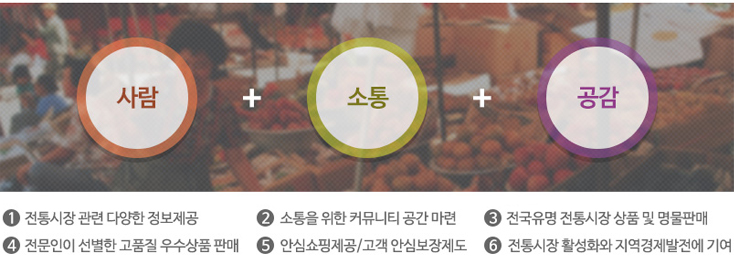 사람 + 소통 + 공감
1 전통시장 관련 다양한 정보제공 2 소통을 위한 커뮤니티 공간 마련 3 전국유명 전통시장 상품 및 명물판매
4 전문인이 선별한 고품질 우수상품 판매 5 안심쇼핑제공/고객 안심보장제도 6 전통시장 활성화와 지역경제발전에 기여